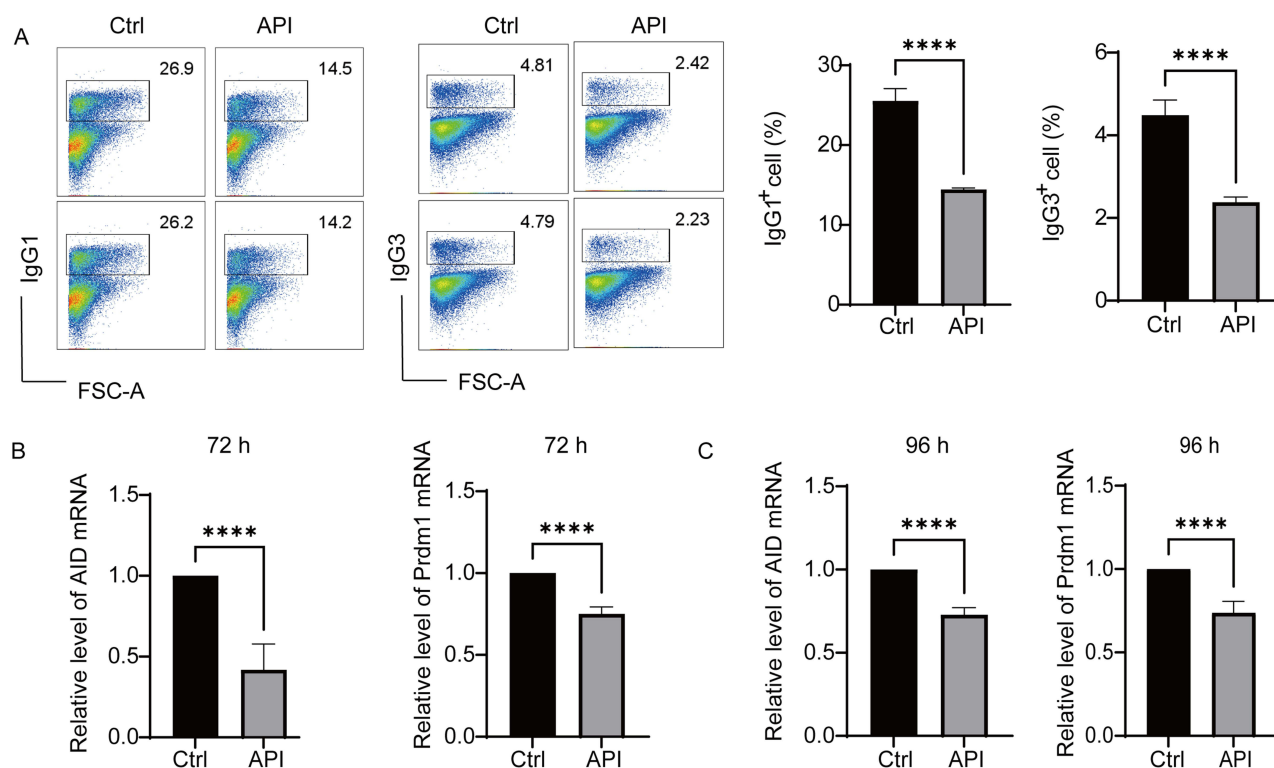 A
Ctrl API
26.9 14.5
26.2 14.2
IgG1
FSC-A
Ctrl API
4.81 2.42
4.79 2.23
IgG3
FSC-A
IgG1+ cell (%)
30
20
10
0
****
Ctrl API
IgG3+ cell (%)
6
4
2
0
****
Ctrl API
B
72 h
Relative level of AID mRNA
1.5
1.0
0.5
0.0
****
Ctrl API
72 h
Relative level of Prdm1 mRNA
1.5
1.0
0.5
0.0
****
Ctrl API
C
96 h
Relative level of AID mRNA
1.5
1.0
0.5
0.0
****
Ctrl API
96 h
Relative level of Prdm1 mRNA
1.5
1.0
0.5
0.0
****
Ctrl API